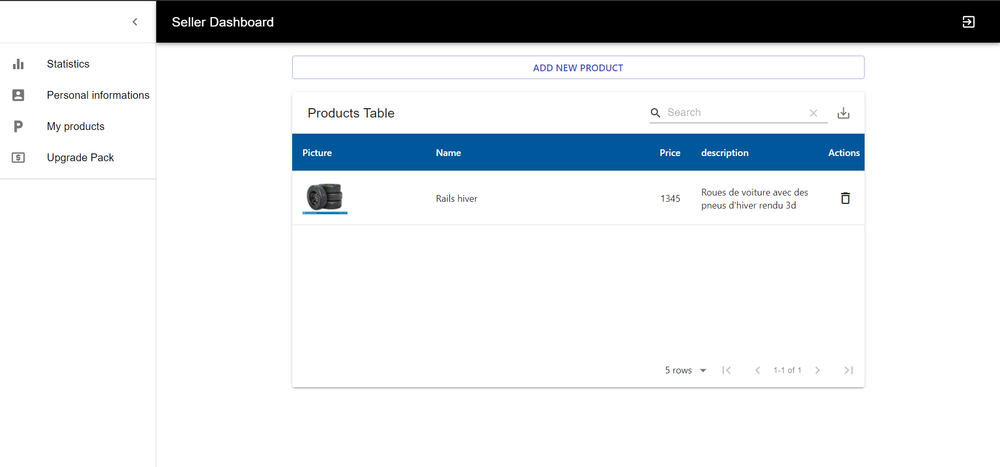 Seller Dashboard
Statistics
Personal informations
My products
Upgrade Pack
ADD NEW PRODUCT
Products Table
Search
Picture Name Price description Actions
Rails hiver 1345 Roues de voiture avec des
pneus d'hiver rendu 3d
5 rows 1-1 of 1